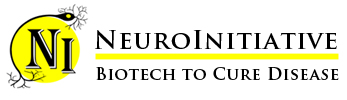 NI
NEUROINITIATIVE
BIOTECH TO CURE DISEASE